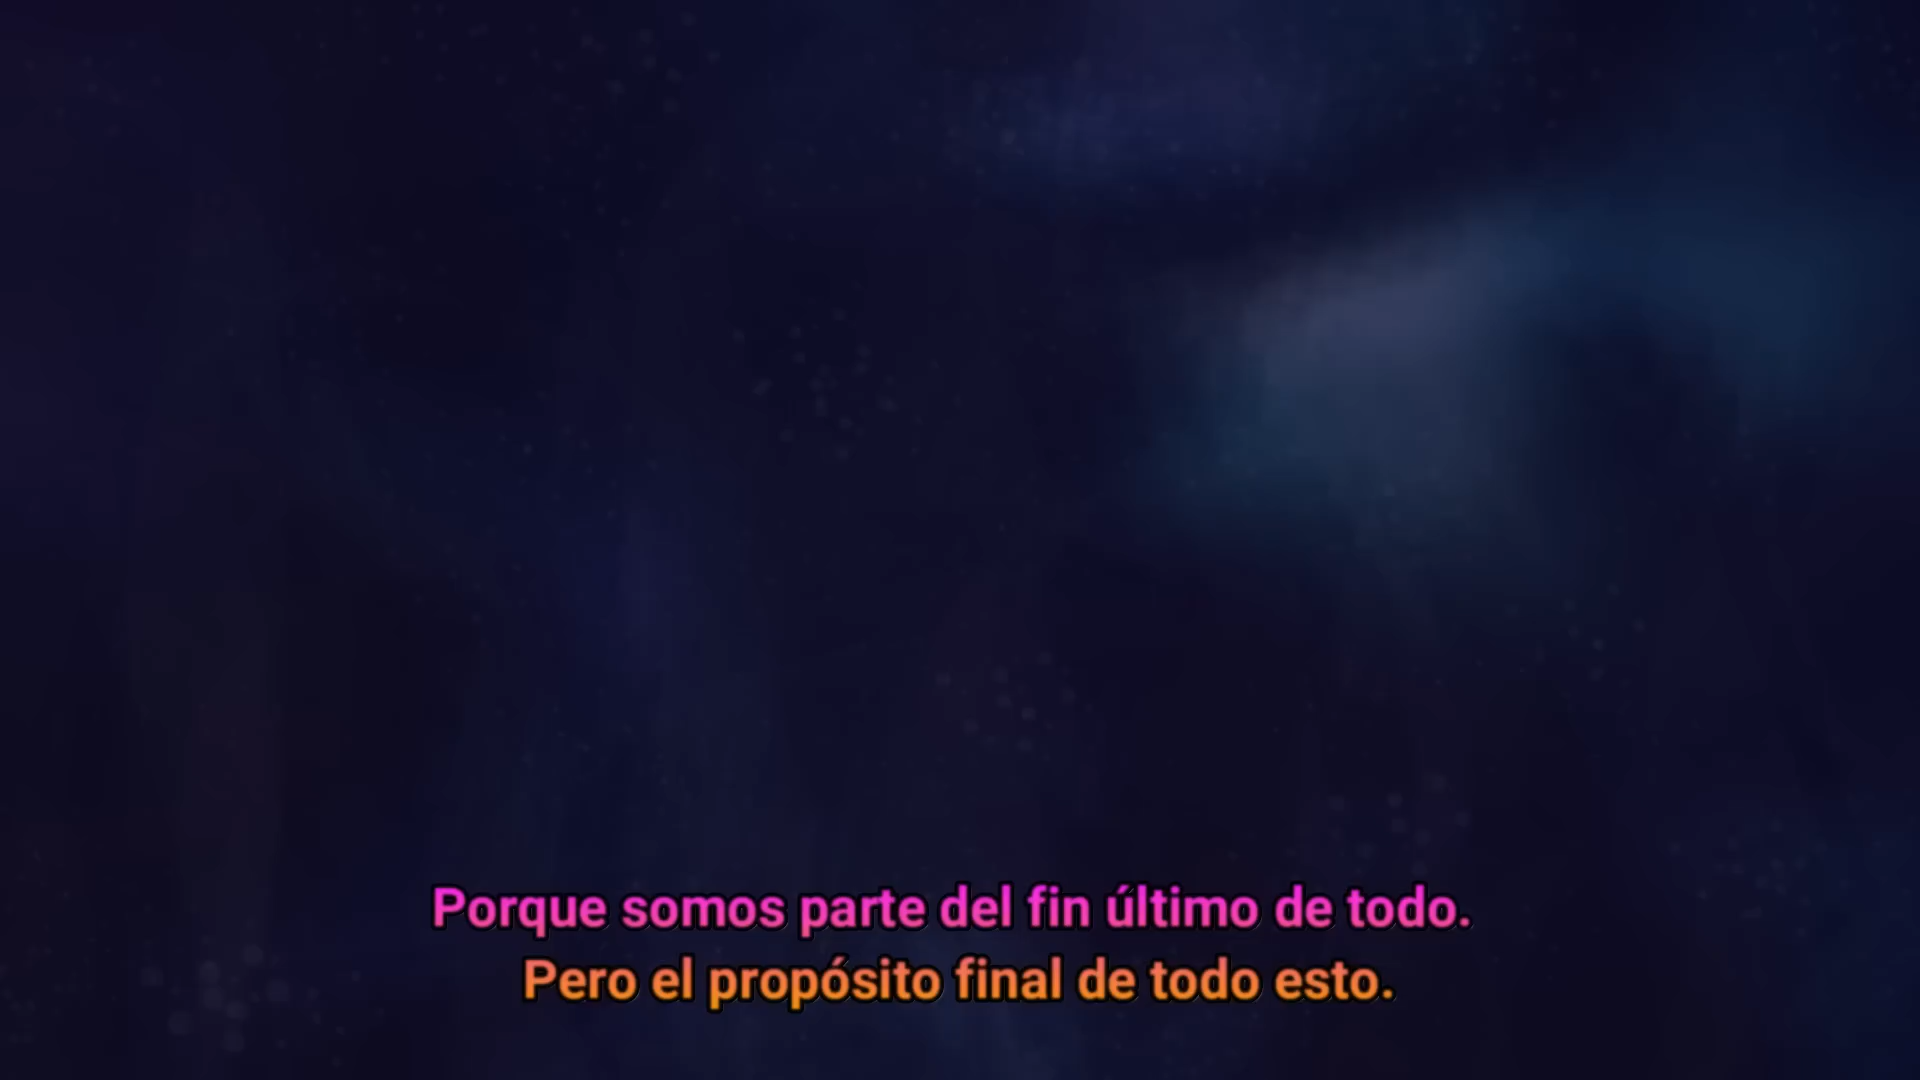 Porque somos parte del fin último de todo.
Pero el propósito final de todo esto.